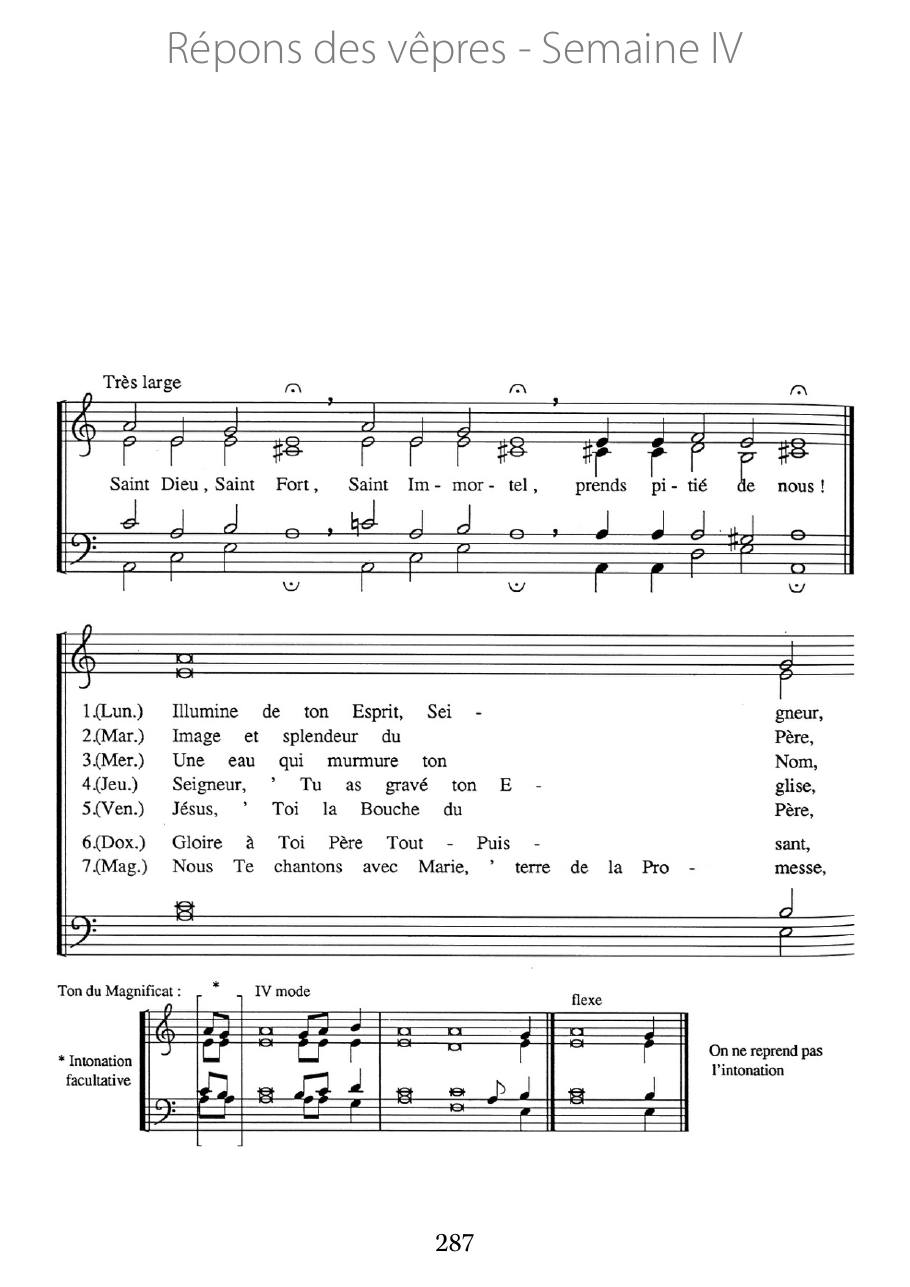 Répons des vêpres - Semaine IV
Très large
Saint Dieu, Saint Fort, Saint Im - mor - tel, prends pi - tié de nous !
1.(Lun.) Illumine de ton Esprit, Sei - gneur,
2.(Mar.) Image et splendeur du Père,
3.(Mer.) Une eau qui murmure ton Nom,
4.(Jeu.) Seigneur, ’ Tu as gravé ton E - glise,
5.(Ven.) Jésus, ’ Toi la Bouche du Père,
6.(Dox.) Gloire à Toi Père Tout - Puis - sant,
7.(Mag.) Nous Te chantons avec Marie, ’ terre de la Pro - messe,
Ton du Magnificat : * IV mode
flexe
* Intonation
facultative
On ne reprend pas
l’intonation
287